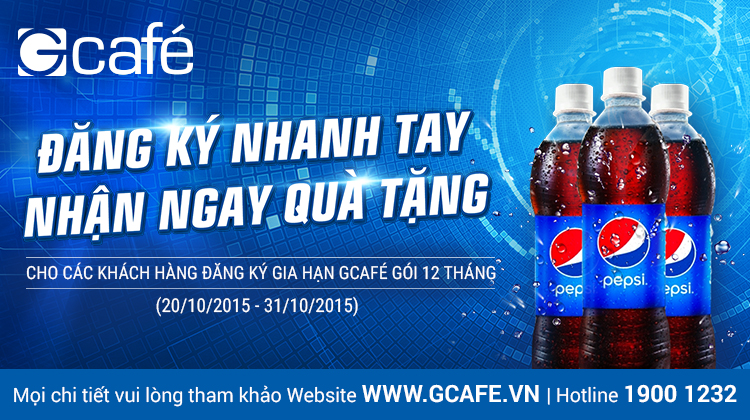 Gcafé
ĐĂNG KÝ NHANH TAY
NHẬN NGAY QUÀ TẶNG
CHO CÁC KHÁCH HÀNG ĐĂNG KÝ GIA HẠN GCAFÉ GÓI 12 THÁNG
(20/10/2015 - 31/10/2015)
pepsi pepsi pepsi
Mọi chi tiết vui lòng tham khảo Website WWW.GCAFE.VN | Hotline 1900 1232